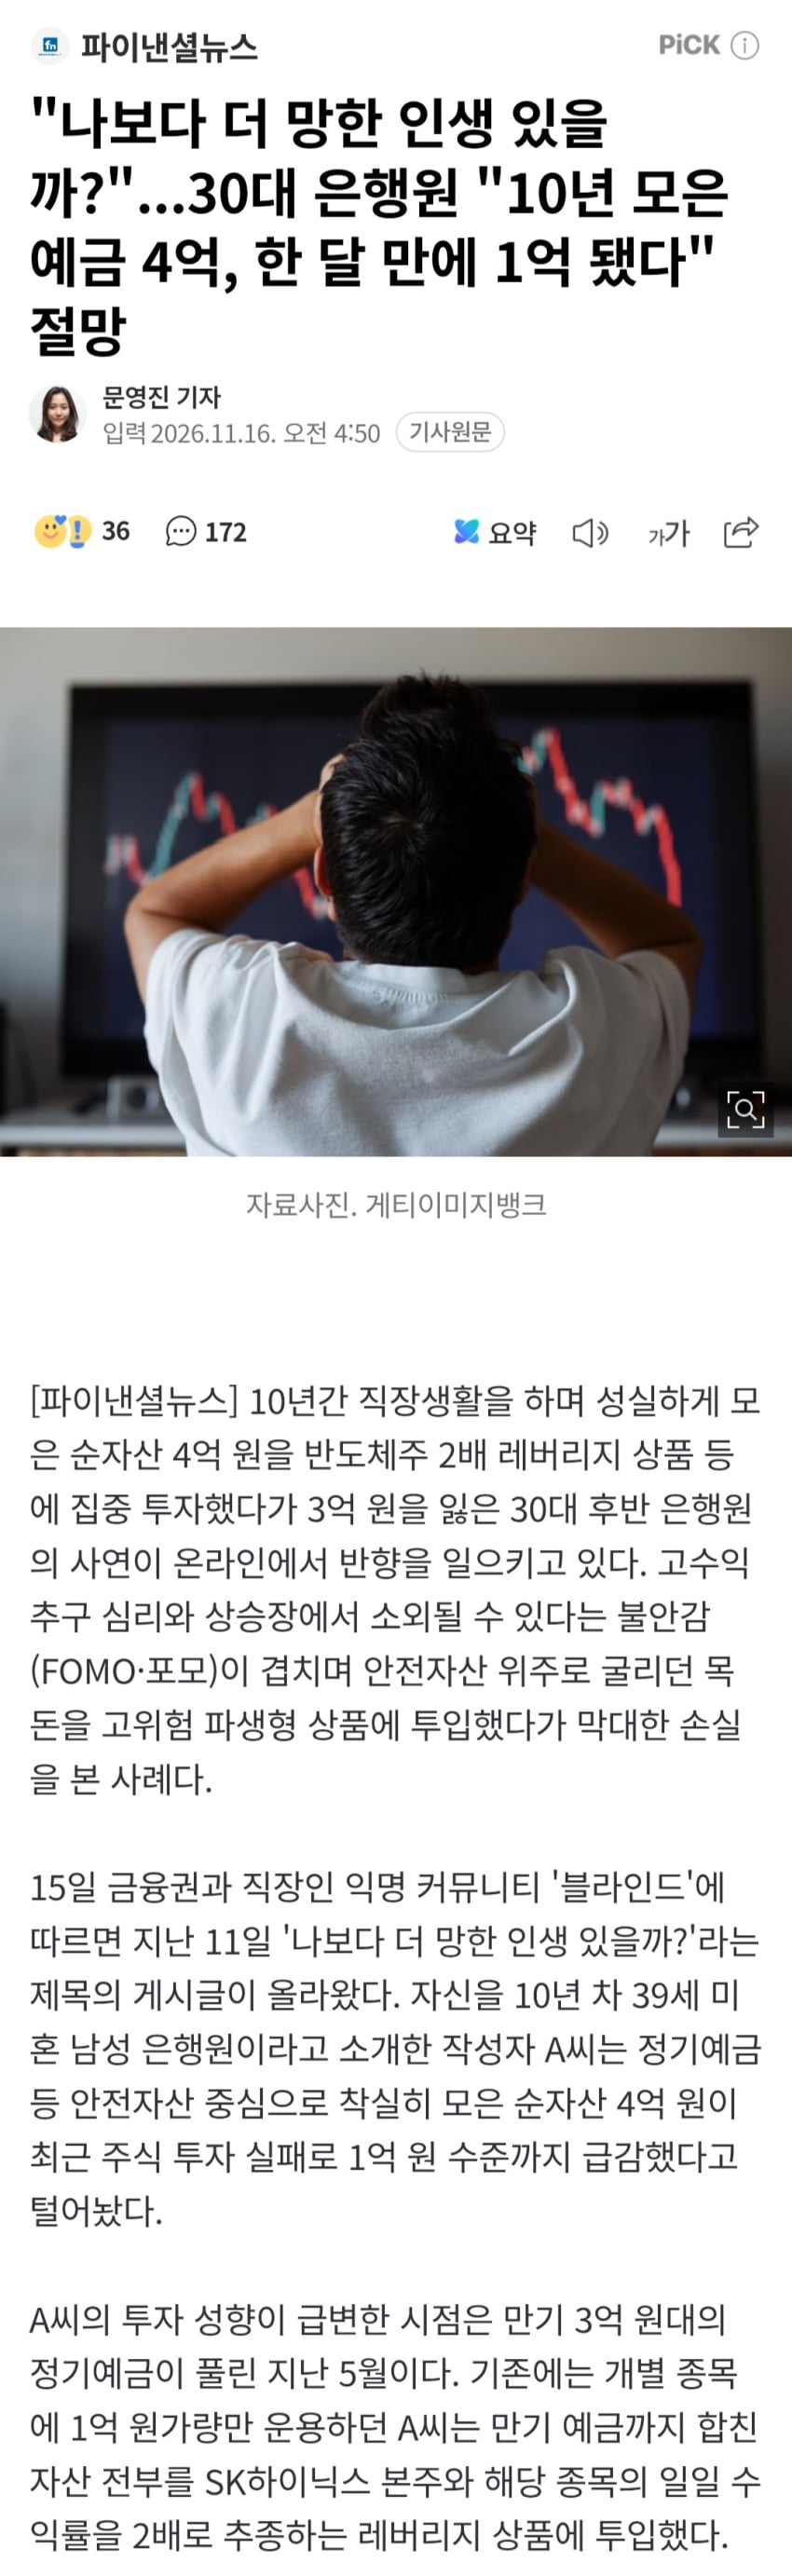 파이낸셜뉴스
PiCK
"나보다 더 망한 인생 있을
까?"...30대 은행원 "10년 모은
예금 4억, 한 달 만에 1억 됐다"
절망
문영진 기자
입력 2026.11.16. 오전 4:50
기사원문
36
172
요약
가가
자료사진. 게티이미지뱅크
[파이낸셜뉴스] 10년간 직장생활을 하며 성실하게 모
은 순자산 4억 원을 반도체주 2배 레버리지 상품 등
에 집중 투자했다가 3억 원을 잃은 30대 후반 은행원
의 사연이 온라인에서 반향을 일으키고 있다. 고수익
추구 심리와 상승장에서 소외될 수 있다는 불안감
(FOMO·포모)이 겹치며 안전자산 위주로 굴리던 목
돈을 고위험 파생형 상품에 투입했다가 막대한 손실
을 본 사례다.
15일 금융권과 직장인 익명 커뮤니티 '블라인드'에
따르면 지난 11일 '나보다 더 망한 인생 있을까?'라는
제목의 게시글이 올라왔다. 자신을 10년 차 39세 미
혼 남성 은행원이라고 소개한 작성자 A씨는 정기예금
등 안전자산 중심으로 착실히 모은 순자산 4억 원이
최근 주식 투자 실패로 1억 원 수준까지 급감했다고
털어놨다.
A씨의 투자 성향이 급변한 시점은 만기 3억 원대의
정기예금이 풀린 지난 5월이다. 기존에는 개별 종목
에 1억 원가량만 운용하던 A씨는 만기 예금까지 합친
자산 전부를 SK하이닉스 본주와 해당 종목의 일일 수
익률을 2배로 추종하는 레버리지 상품에 투입했다.